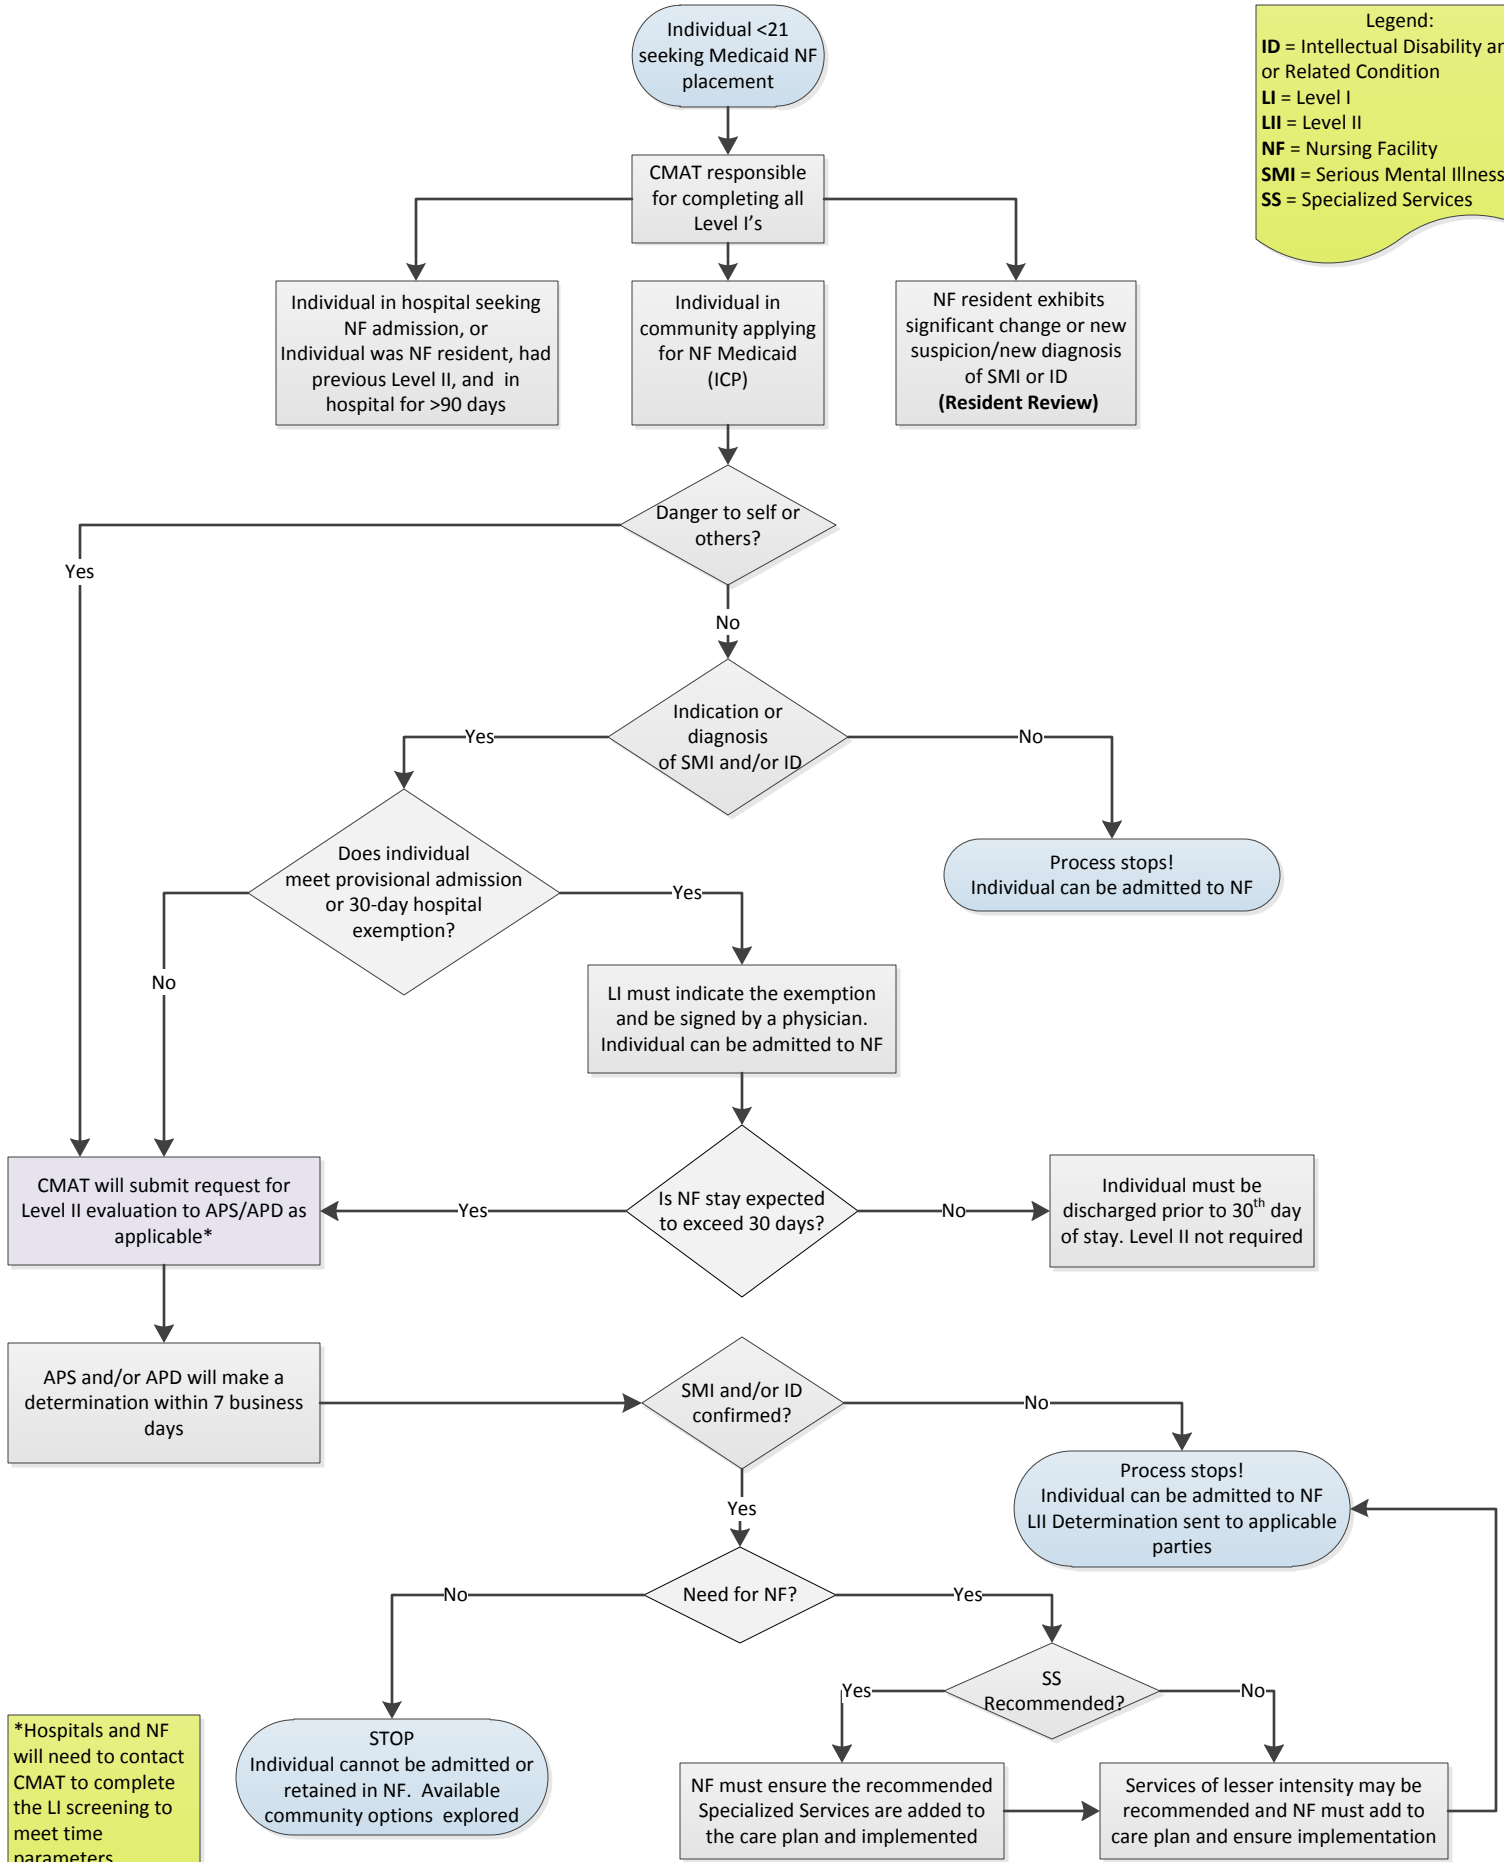 Individual <21
seeking Medicaid NF
placement
Legend:
ID = Intellectual Disability
or Related Condition
LI = Level I
LII = Level II
NF = Nursing Facility
SMI = Serious Mental Illness
SS = Specialized Services
CMAT responsible
for completing all
Level I's
Individual in hospital seeking
NF admission, or
Individual was NF resident, had
previous Level II, and in
hospital for >90 days
Individual in
community applying
for NF Medicaid
(ICP)
NF resident exhibits
significant change or new
suspicion/new diagnosis
of SMI or ID
(Resident Review)
Danger to self or
others?
Yes
No
Indication or
diagnosis
of SMI and/or ID
Yes
No
Process stops!
Individual can be admitted to NF
Does individual
meet provisional admission
or 30-day hospital
exemption?
Yes
No
LI must indicate the exemption
and be signed by a physician.
Individual can be admitted to NF
CMAT will submit request for
Level II evaluation to APS/APD as
applicable*
Yes
Is NF stay expected
to exceed 30 days?
No
Individual must be
discharged prior to 30th day
of stay. Level II not required
APS and/or APD will make a
determination within 7 business
days
SMI and/or ID
confirmed?
No
Yes
Process stops!
Individual can be admitted to NF
LII Determination sent to applicable
parties
Need for NF?
No
Yes
SS
Recommended?
Yes
No
STOP
Individual cannot be admitted or
retained in NF. Available
community options explored
NF must ensure the recommended
Specialized Services are added to
the care plan and implemented
Services of lesser intensity may be
recommended and NF must add to
care plan and ensure implementation
*Hospitals and NF
will need to contact
CMAT to complete
the LI screening to
meet time
parameters